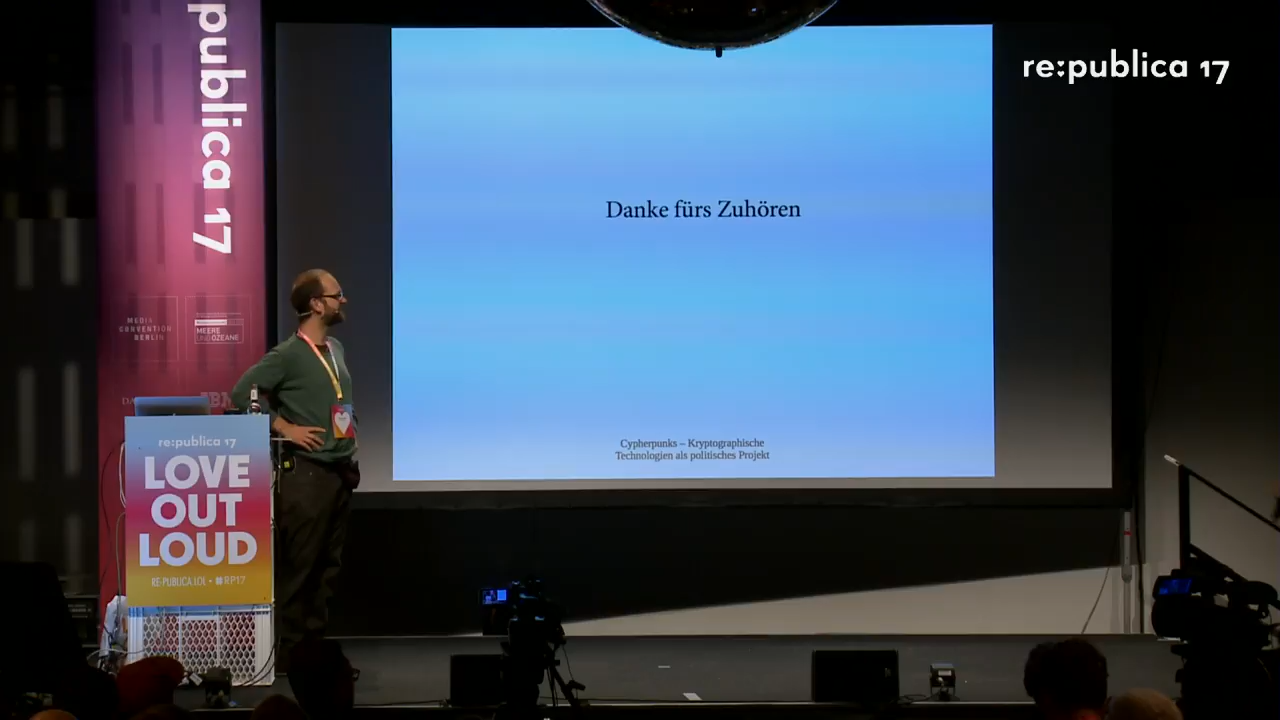 re:publica 17
publica 17
Danke fürs Zuhören
Cypherpunks – Kryptographische
Technologien als politisches Projekt
MEDIA
CONVENTION
BERLIN
MEERE
UND OZEANE
IBM
re:publica 17
LOVE
OUT
LOUD
RE-PUBLICA.LOL • #RP17